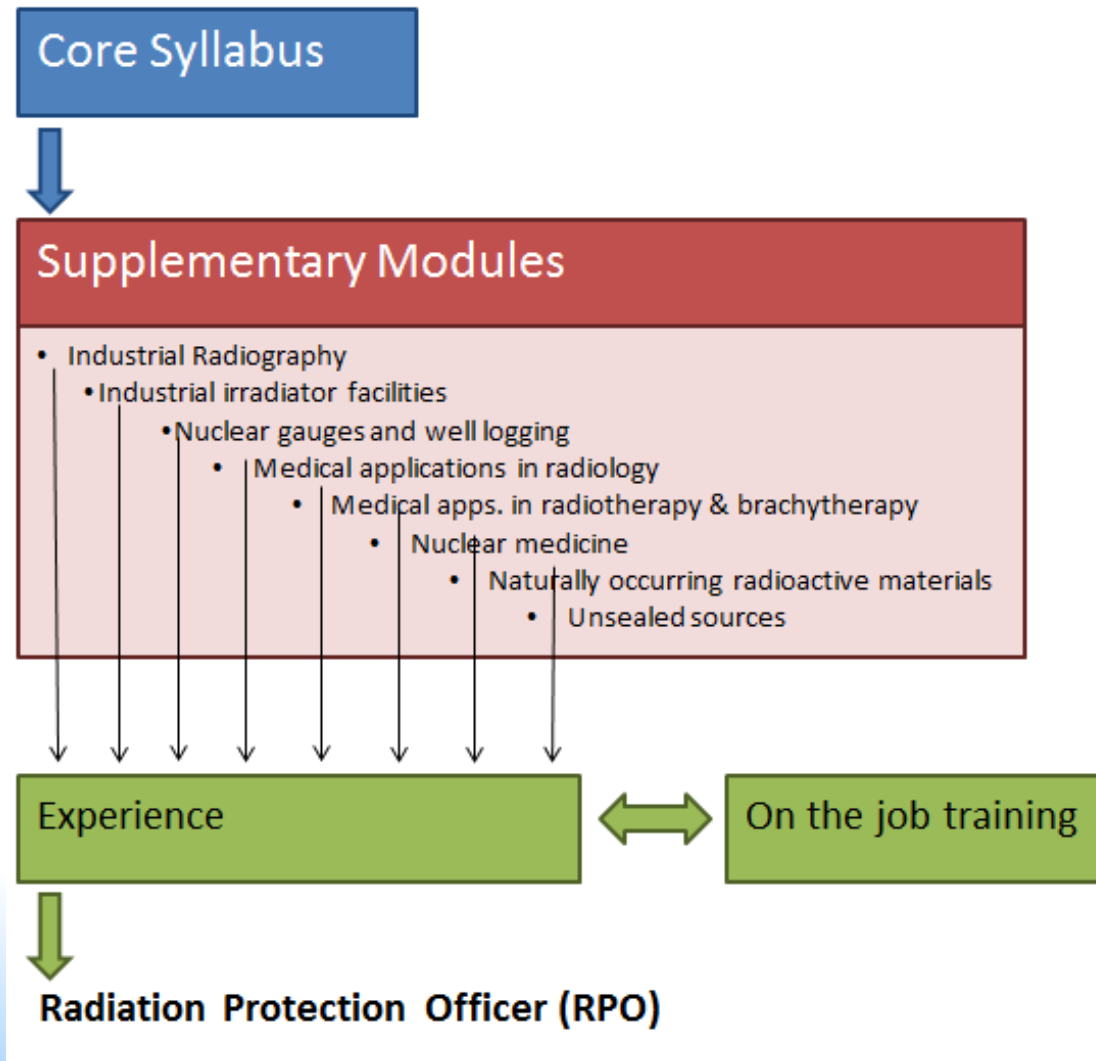 Core Syllabus
Supplementary Modules
• Industrial Radiography
•Industrial irradiator facilities
•Nuclear gauges and well logging
• Medical applications in radiology
• Medical apps. in radiotherapy & brachytherapy
• Nuclear medicine
• Naturally occurring radioactive materials
• Unsealed sources
Experience
On the job training
Radiation Protection Officer (RPO)